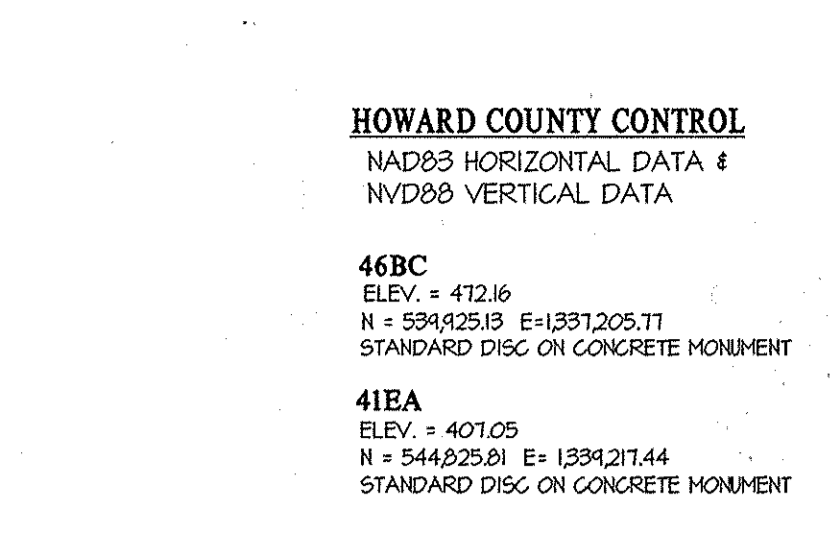 HOWARD COUNTY CONTROL
NAD83 HORIZONTAL DATA &
NVD88 VERTICAL DATA
46BC
ELEV. = 472.16
N = 539,925.13 E=1,337,205.77
STANDARD DISC ON CONCRETE MONUMENT
41EA
ELEV. = 407.05
N = 544,825.81 E= 1,339,217.44
STANDARD DISC ON CONCRETE MONUMENT